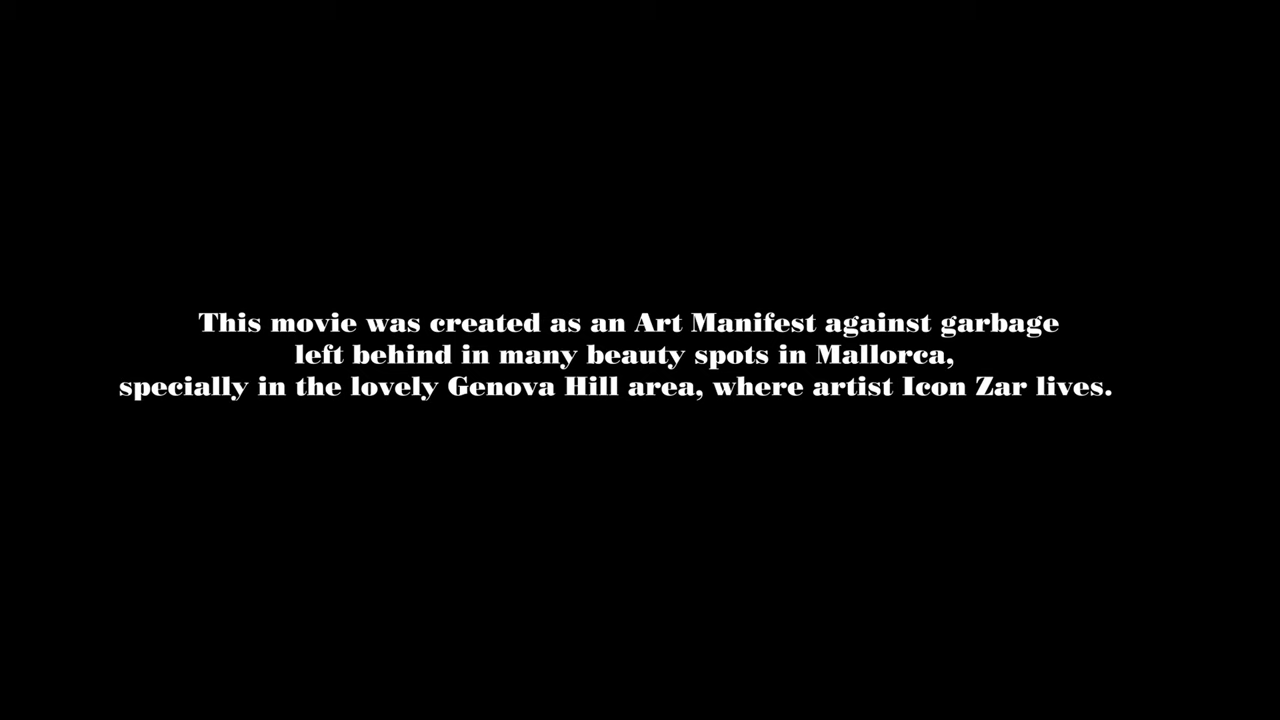 This movie was created as an Art Manifest against garbage
left behind in many beauty spots in Mallorca,
specially in the lovely Genova Hill area, where artist Icon Zar lives.